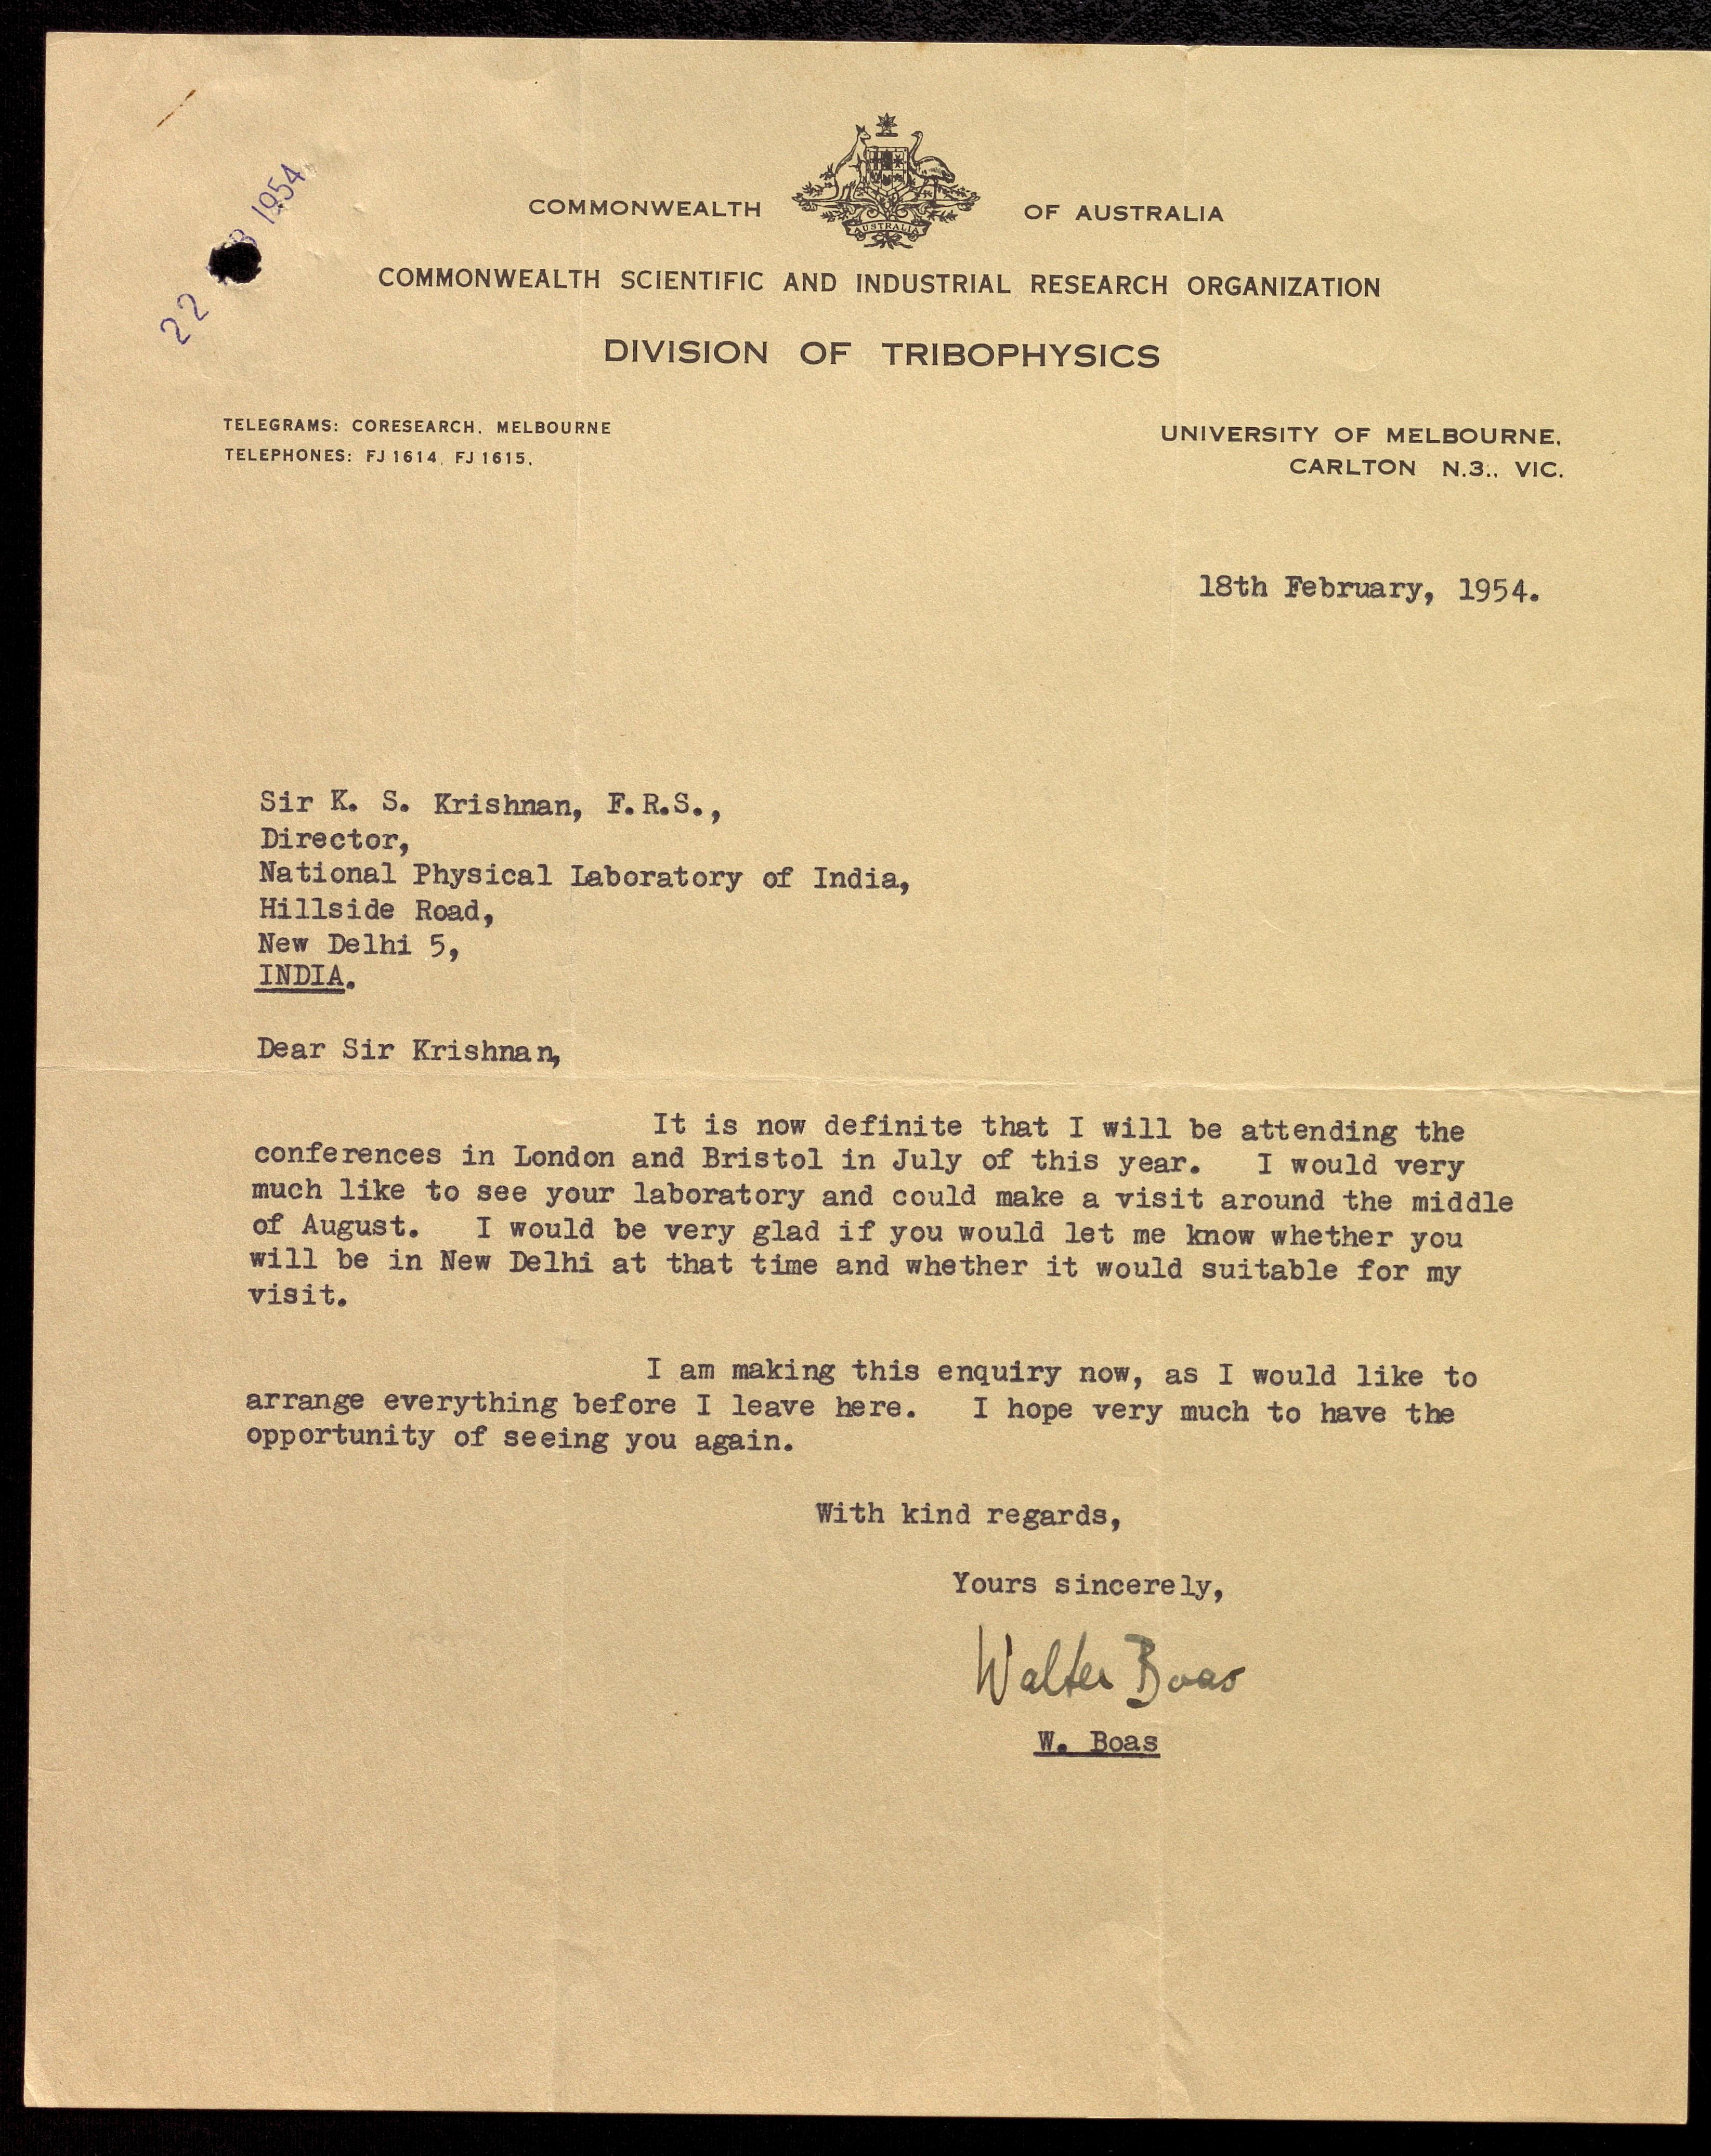 22 1954
COMMONWEALTH OF AUSTRALIA
AUSTRALIA
COMMONWEALTH SCIENTIFIC AND INDUSTRIAL RESEARCH ORGANIZATION
DIVISION OF TRIBOPHYSICS
TELEGRAMS: CORESEARCH, MELBOURNE
TELEPHONES: FJ 1614, FJ 1615.
UNIVERSITY OF MELBOURNE,
CARLTON N.3., VIC.
18th February, 1954.
Sir K. S. Krishnan, F.R.S.,
Director,
National Physical Laboratory of India,
Hillside Road,
New Delhi 5,
INDIA.
Dear Sir Krishnan,
It is now definite that I will be attending the
conferences in London and Bristol in July of this year. I would very
much like to see your laboratory and could make a visit around the middle
of August. I would be very glad if you would let me know whether you
will be in New Delhi at that time and whether it would suitable for my
visit.
I am making this enquiry now, as I would like to
arrange everything before I leave here. I hope very much to have the
opportunity of seeing you again.
With kind regards,
Yours sincerely,
Walter Boas
W. Boas